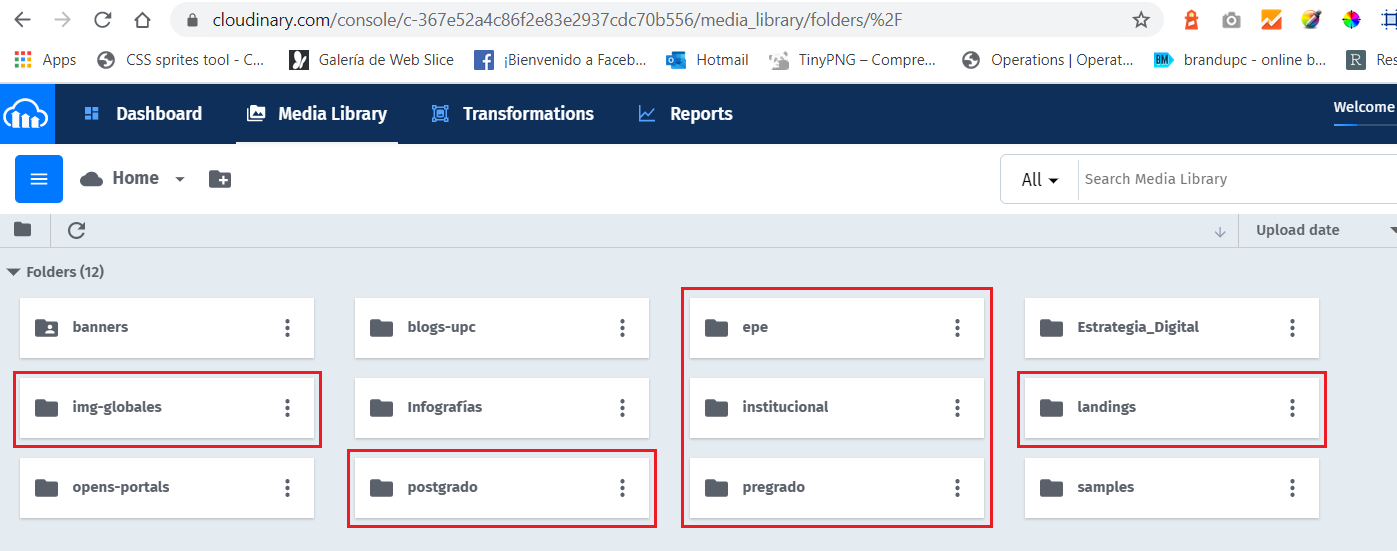 cloudinary.com/console/c-367e52a4c86f2e83e2937cdc70b556/media_library/folders/%2F
Apps CSS sprites tool - C... Galería de Web Slice ¡Bienvenido a Faceb... Hotmail TinyPNG – Compre... Operations | Operat... BM brandupc - online b... R Res
Dashboard Media Library Transformations Reports Welcome
Home All Search Media Library
Upload date
Folders (12)
banners blogs-upc epe Estrategia_Digital
img-globales Infografías institucional landings
opens-portals postgrado pregrado samples